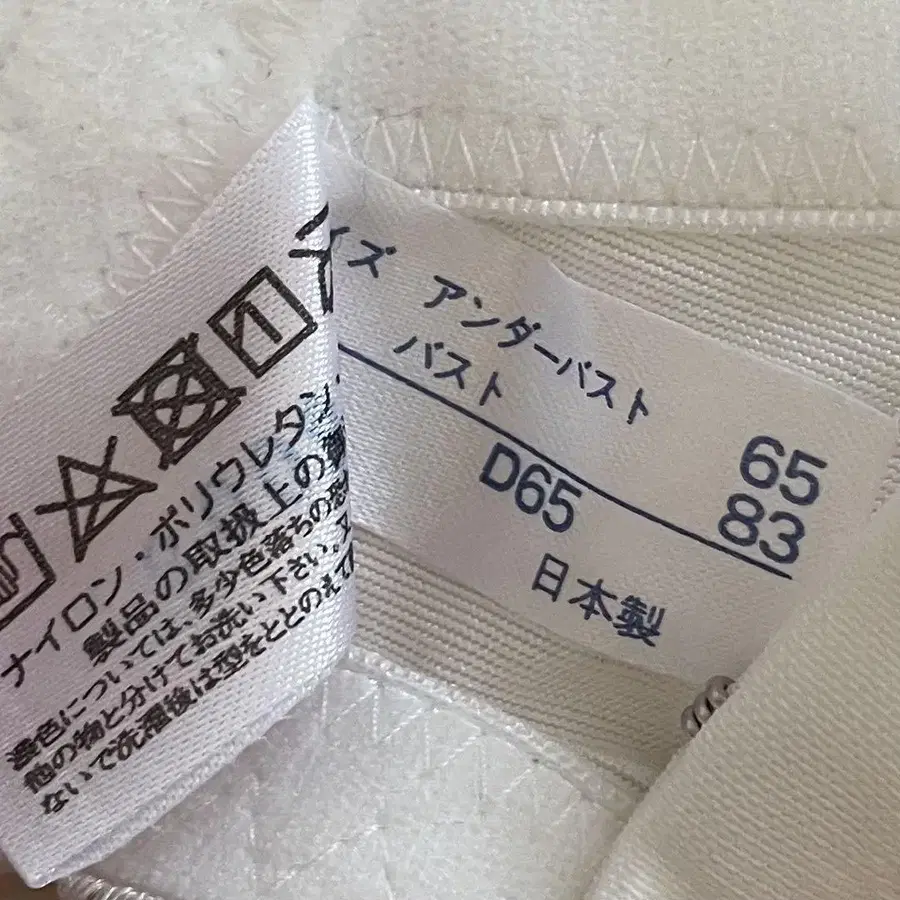 イズ アンダーバスト 65
バスト 83
D65
日本製
ナイロン・ポリウレタン
製品の取扱上の
濃色については、多少色落ちの恐
他の物と分けてお洗い下さい。又
ないで洗濯後は型をととのえて